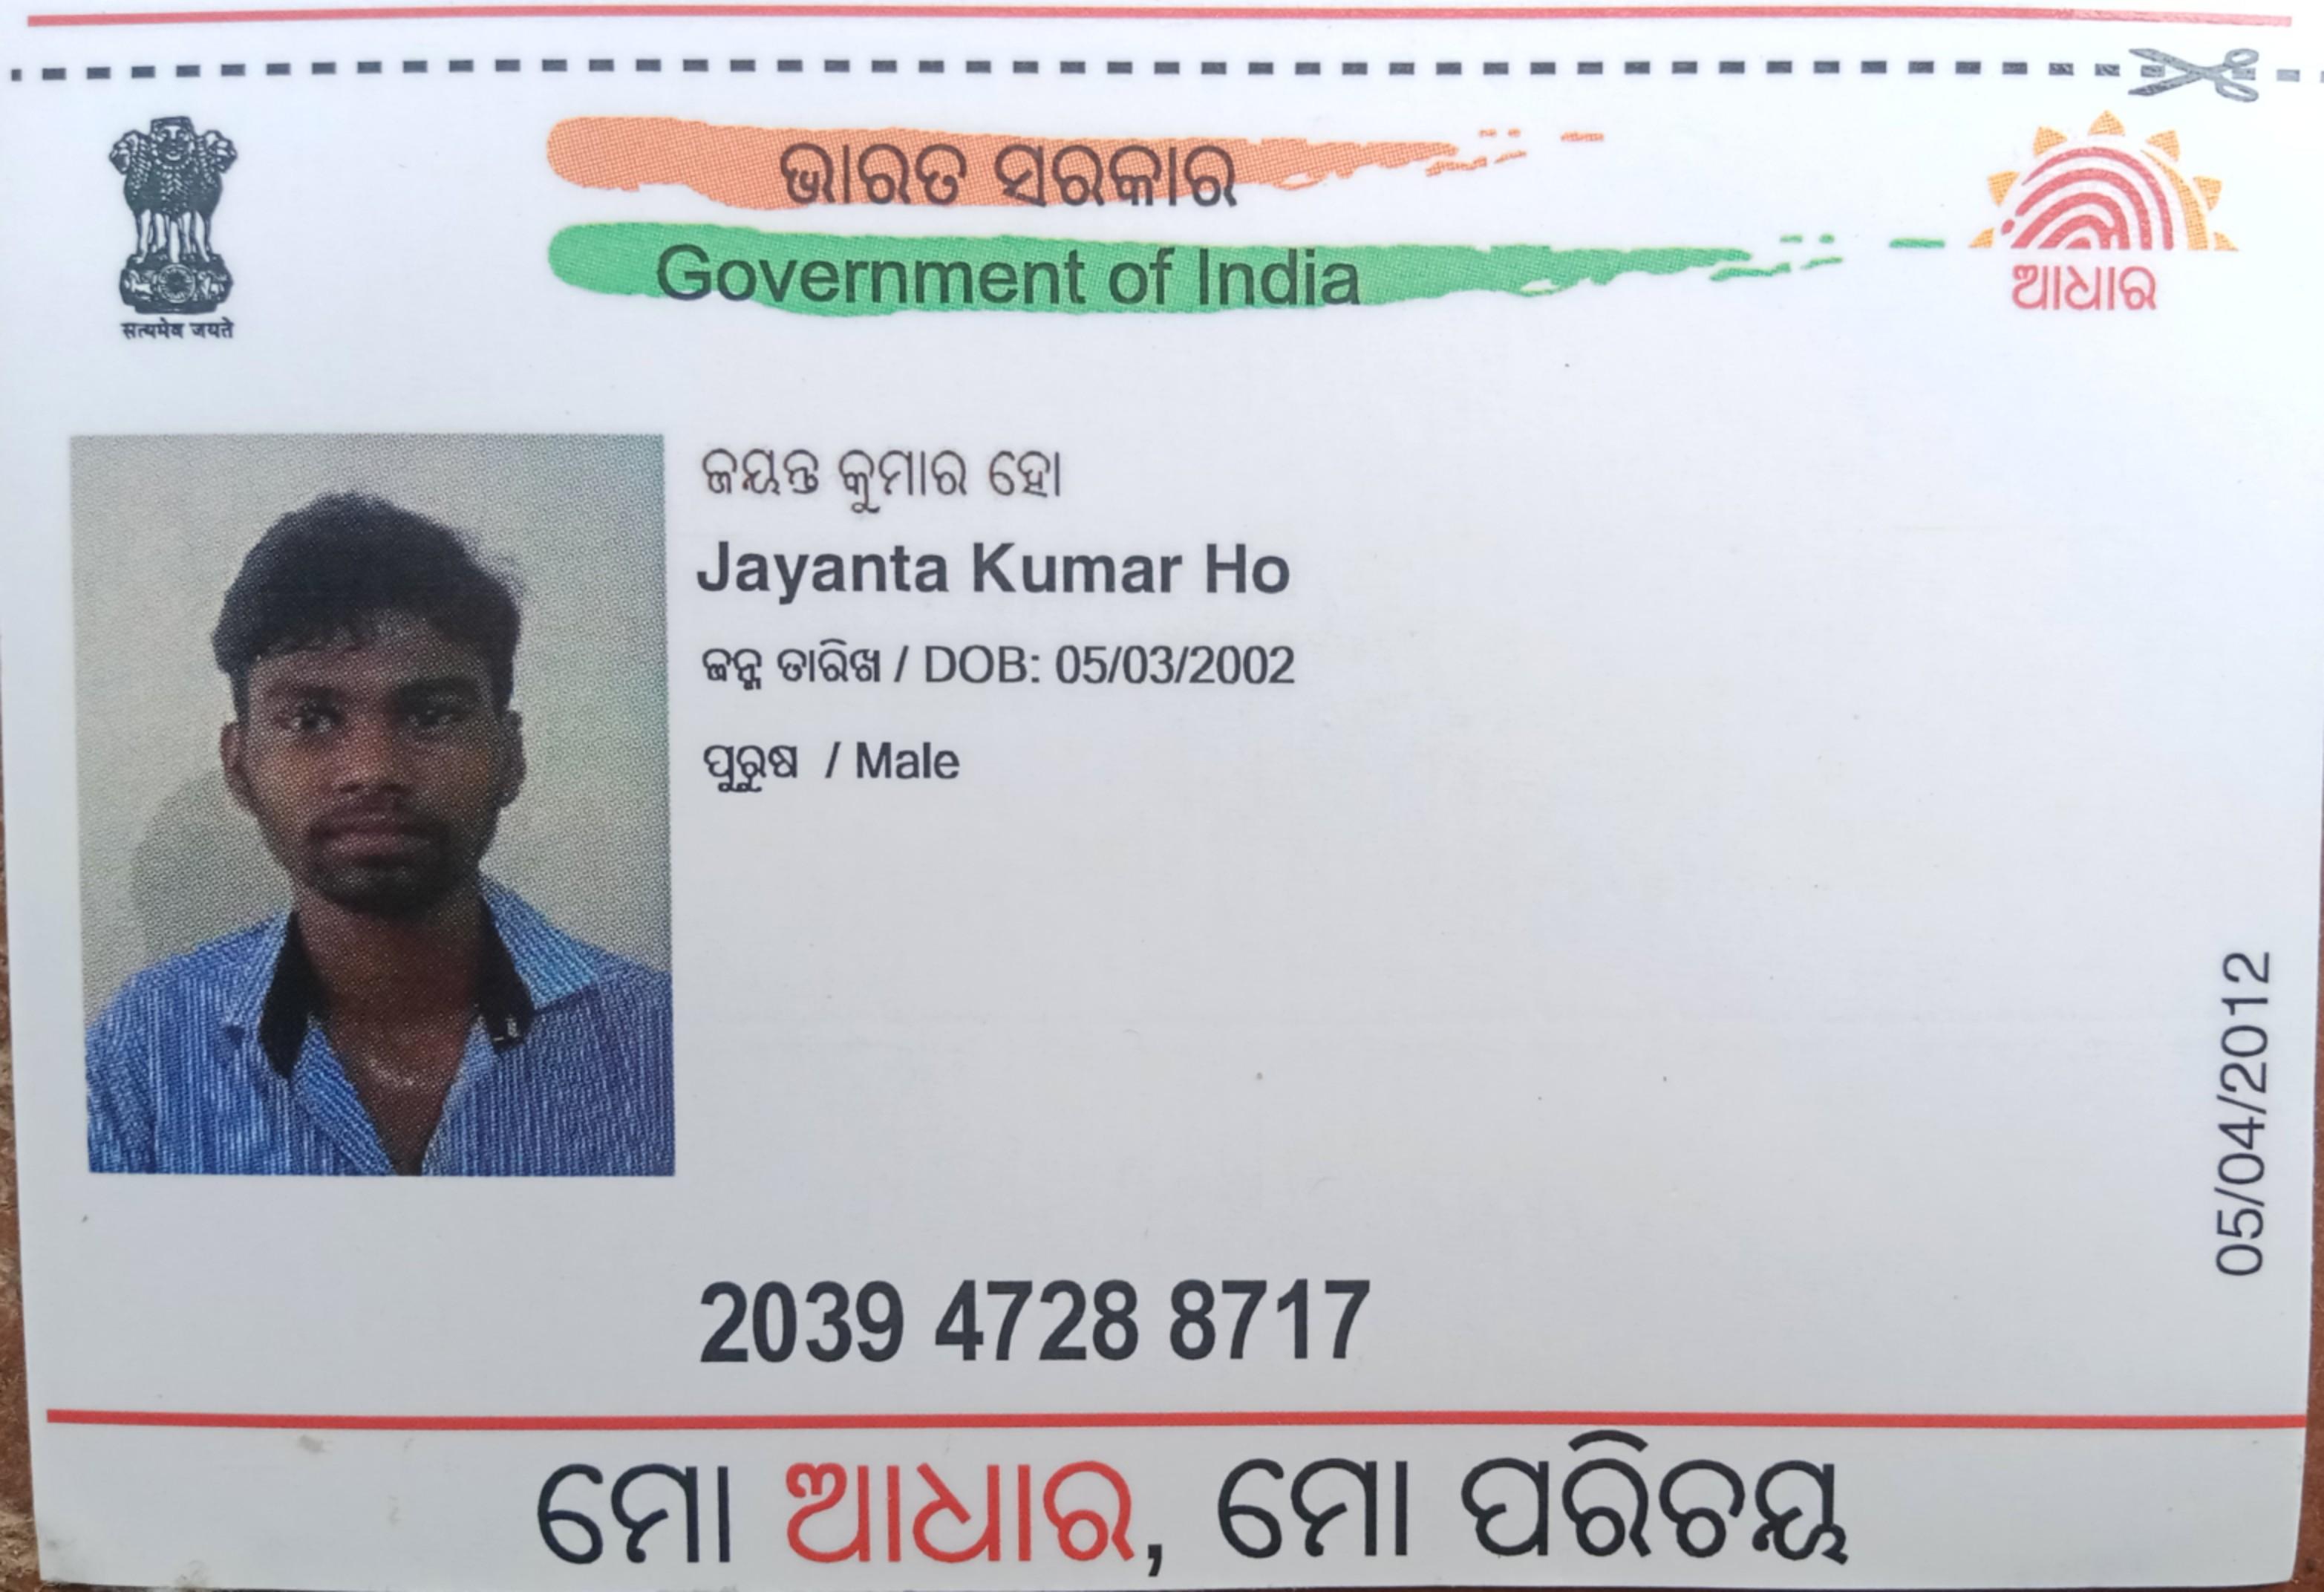 ଭାରତ ସରକାର
Government of India
सत्यमेव जयते
ଆଧାର
ଜୟନ୍ତ କୁମାର ହୋ
Jayanta Kumar Ho
ଜନ୍ମ ତାରିଖ / DOB: 05/03/2002
ପୁରୁଷ / Male
05/04/2012
2039 4728 8717
ମୋ ଆଧାର, ମୋ ପରିଚୟ